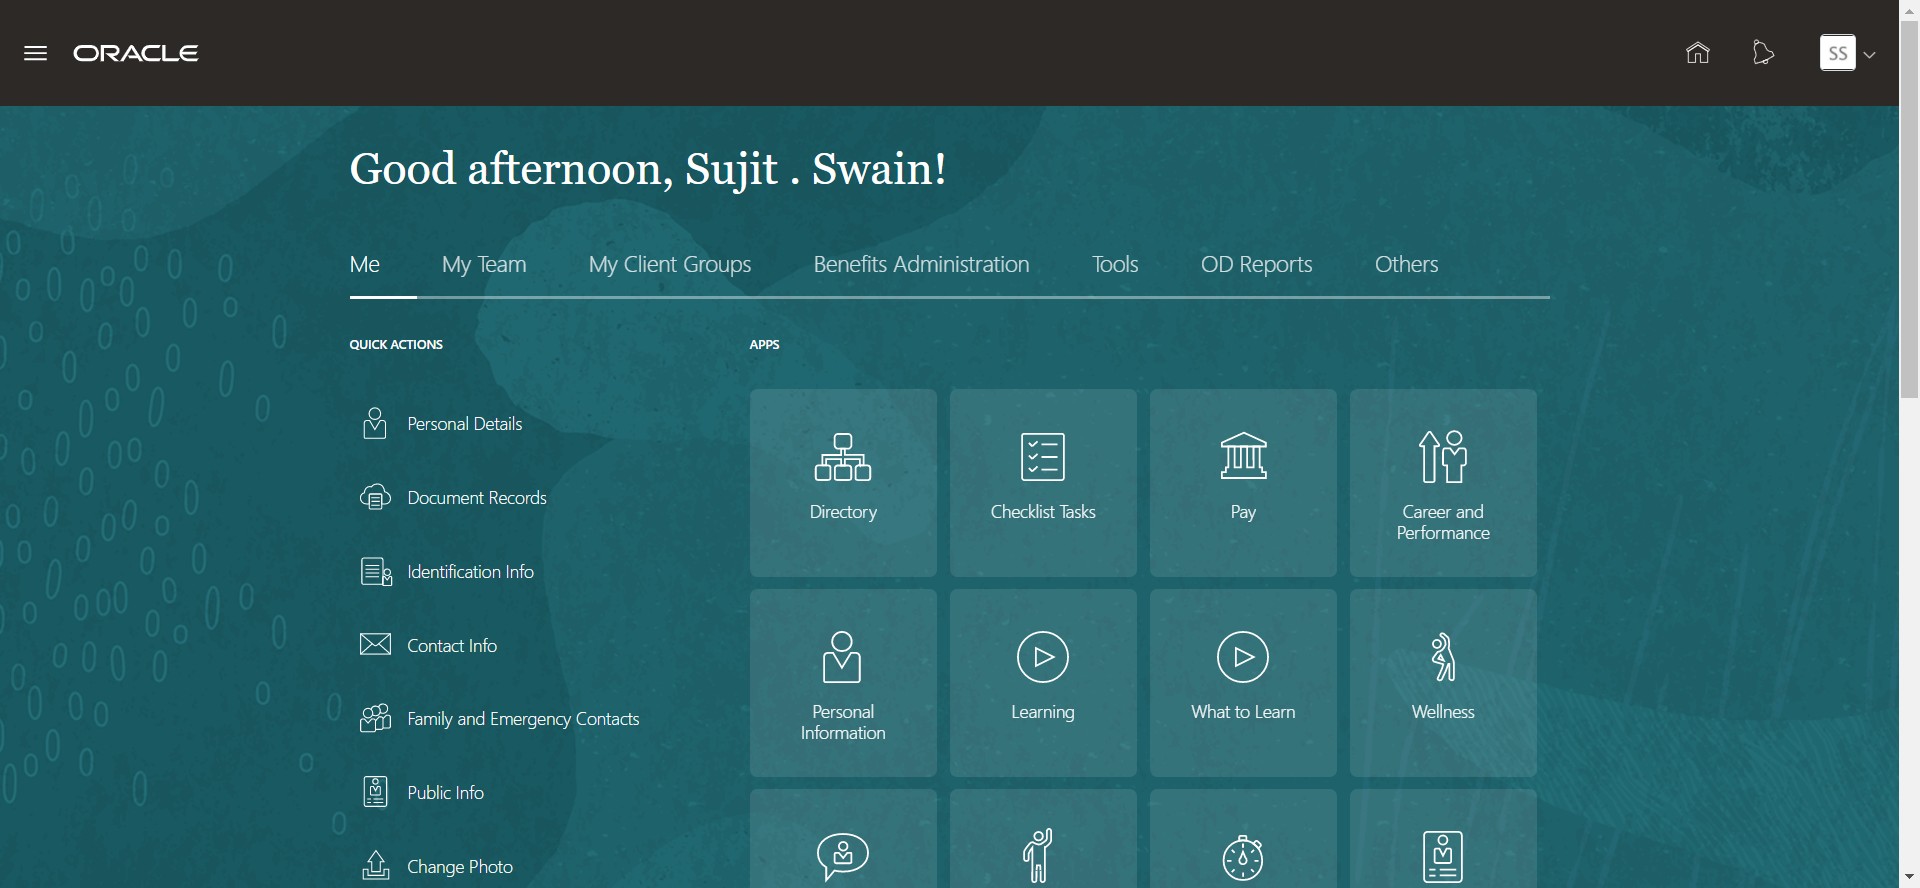 ORACLE
SS
Good afternoon, Sujit . Swain!
Me
My Team
My Client Groups
Benefits Administration
Tools
OD Reports
Others
QUICK ACTIONS
Personal Details
Document Records
Identification Info
Contact Info
Family and Emergency Contacts
Public Info
Change Photo
APPS
Directory
Checklist Tasks
Pay
Career and
Performance
Personal
Information
Learning
What to Learn
Wellness